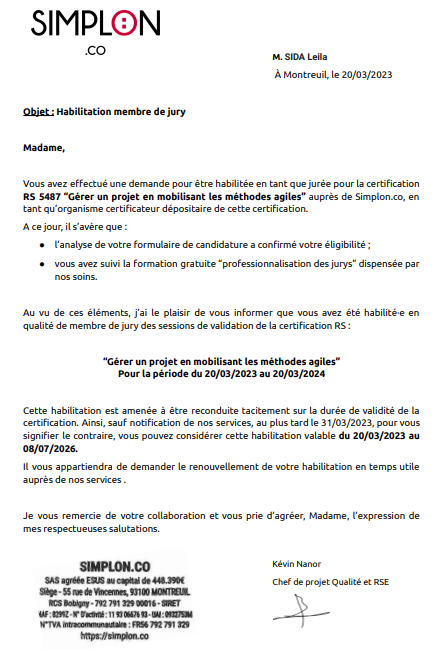 SIMPLON
.CO
M. SIDA Leila
À Montreuil, le 20/03/2023
Objet : Habilitation membre de jury
Madame,
Vous avez effectué une demande pour être habilitée en tant que jurée pour la certification
RS 5487 “Gérer un projet en mobilisant les méthodes agiles” auprès de Simplon.co, en
tant qu’organisme certificateur dépositaire de cette certification.
A ce jour, il s’avère que :
● l’analyse de votre formulaire de candidature a confirmé votre éligibilité ;
● vous avez suivi la formation gratuite “professionnalisation des jurys” dispensée par
nos soins.
Au vu de ces éléments, j’ai le plaisir de vous informer que vous avez été habilité·e en
qualité de membre de jury des sessions de validation de la certification RS :
“Gérer un projet en mobilisant les méthodes agiles”
Pour la période du 20/03/2023 au 20/03/2024
Cette habilitation est amenée à être reconduite tacitement sur la durée de validité de la
certification. Ainsi, sauf notification de nos services, au plus tard le 31/03/2023, pour vous
signifier le contraire, vous pouvez considérer cette habilitation valable du 20/03/2023 au
08/07/2026.
Il vous appartiendra de demander le renouvellement de votre habilitation en temps utile
auprès de nos services .
Je vous remercie de votre collaboration et vous prie d’agréer, Madame, l’expression de
mes respectueuses salutations.
Kévin Nanor
Chef de projet Qualité et RSE
SIMPLON.CO
SAS agréée ESUS au capital de 448.390€
Siège - 55 rue de Vincennes, 93100 MONTREUIL
RCS Bobigny - 792 791 329 00016 - SIRET
NAF : 8299Z - N° D'activité : 11 93 06676 93 - UAI : 0932753M
N°TVA intracommunautaire : FR56 792 791 329
https://simplon.co